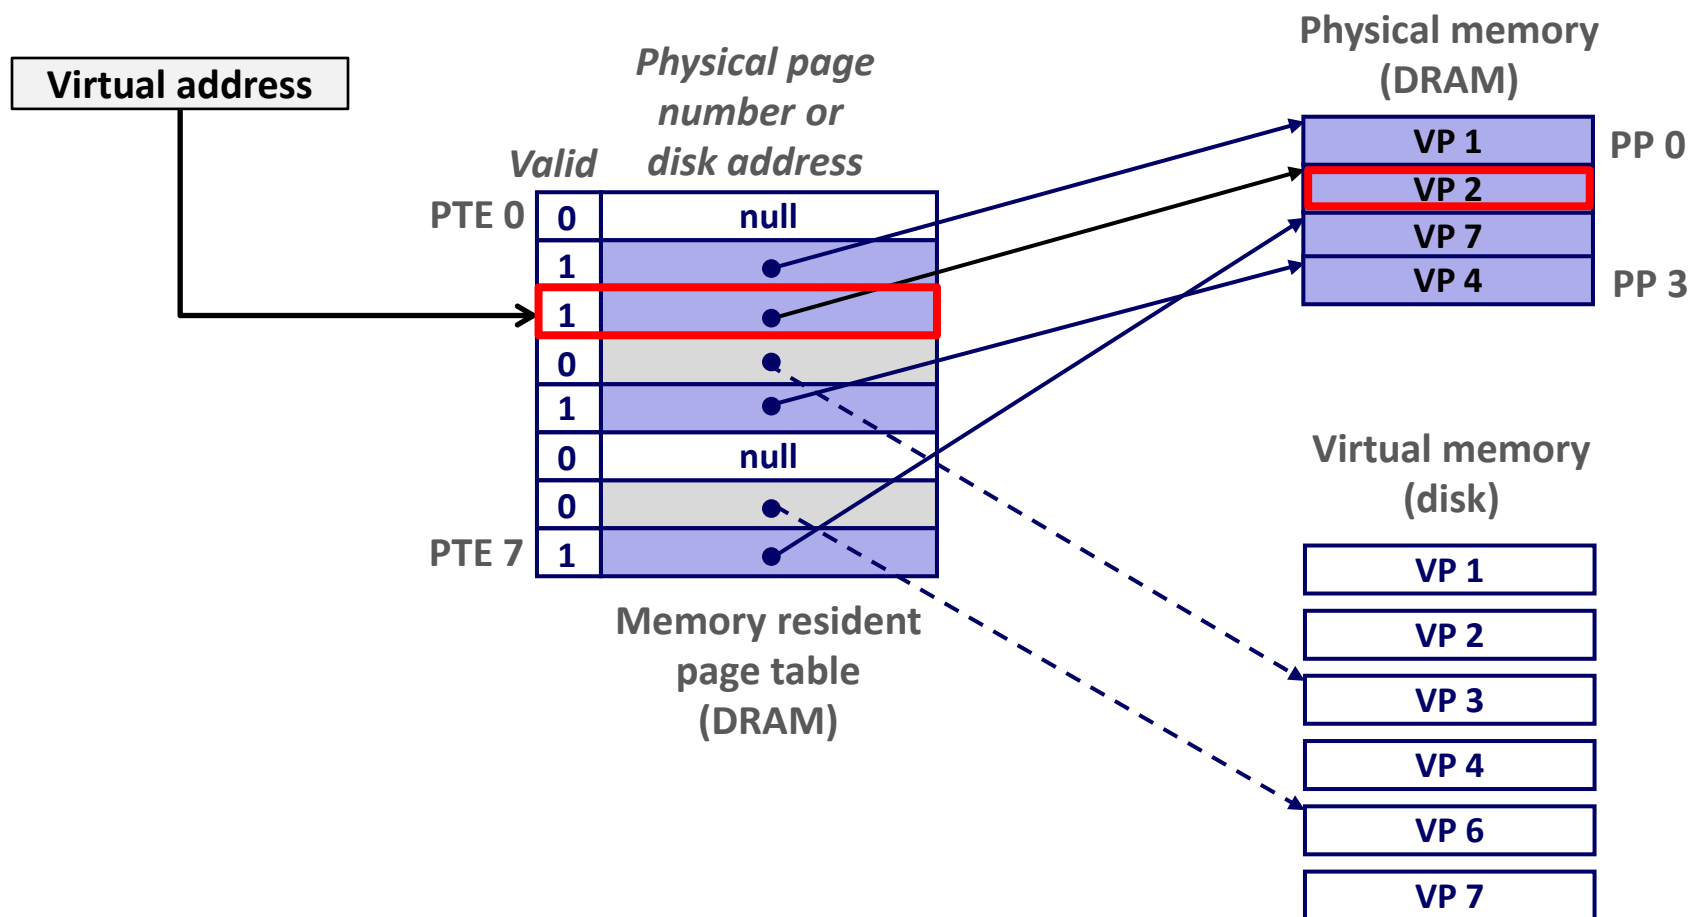 Virtual address
Physical page
number or
disk address
Valid
PTE 0
0
null
1
1
0
1
0
null
0
PTE 7
1
Memory resident
page table
(DRAM)
Physical memory
(DRAM)
VP 1
PP 0
VP 2
VP 7
VP 4
PP 3
Virtual memory
(disk)
VP 1
VP 2
VP 3
VP 4
VP 6
VP 7